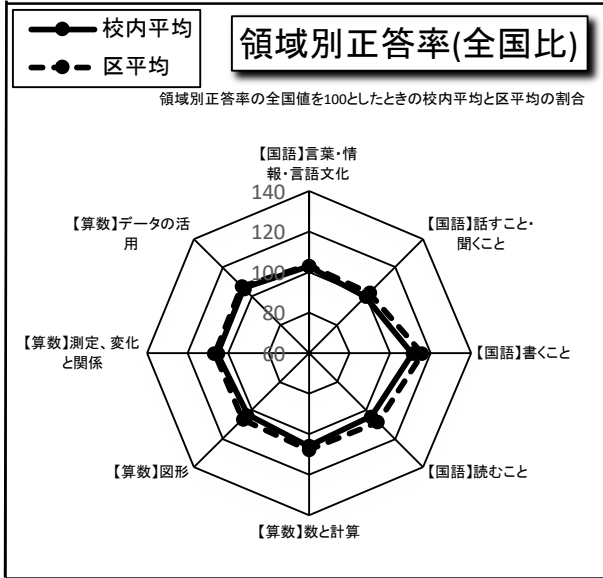 校内平均
区平均
領域別正答率(全国比)
領域別正答率の全国値を100としたときの校内平均と区平均の割合
【国語】言葉・情
報・言語文化
【国語】話すこと・
聞くこと
【国語】書くこと
【国語】読むこと
【算数】数と計算
【算数】図形
【算数】測定、変化
と関係
【算数】データの活
用
140
120
100
80
60